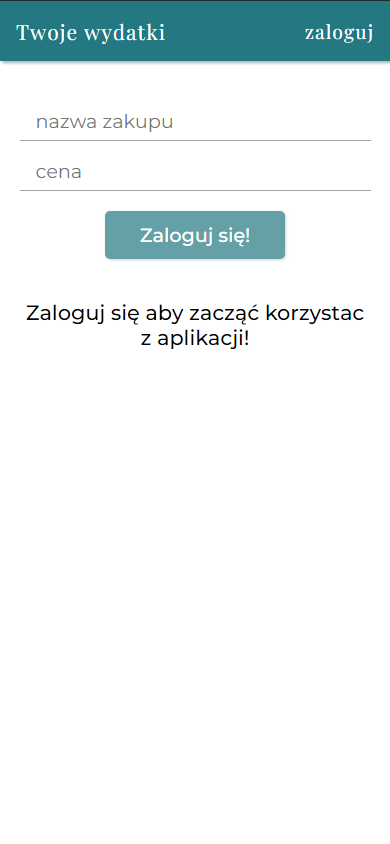 Twoje wydatki zaloguj
nazwa zakupu
cena
Zaloguj się!
Zaloguj się aby zacząć korzystac
z aplikacji!